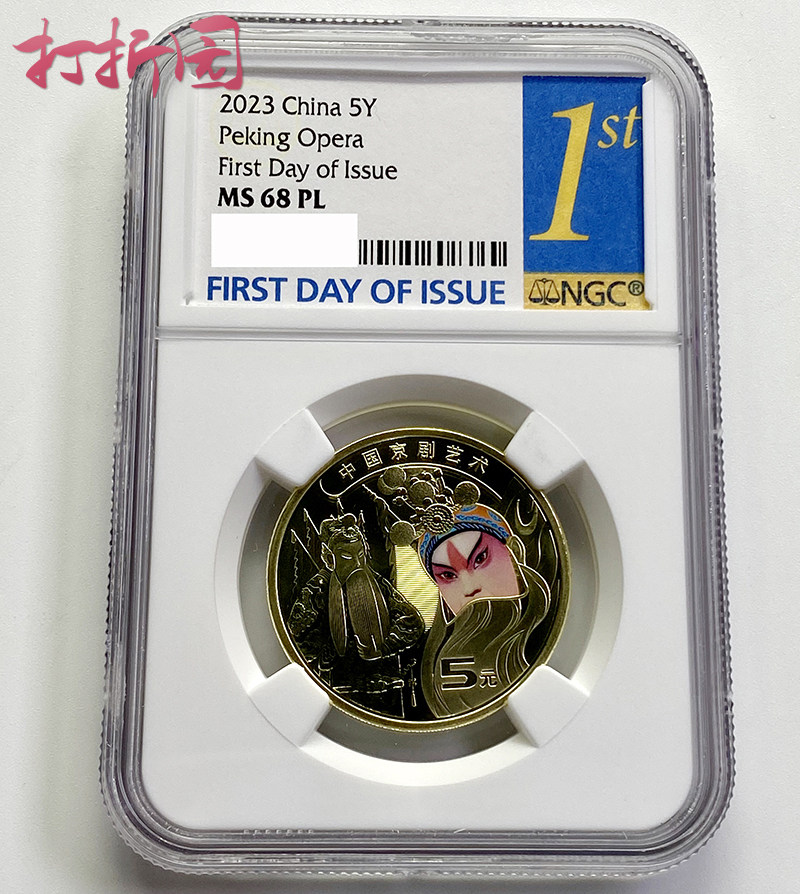 打折园
2023 China 5Y
Peking Opera
First Day of Issue
MS 68 PL
FIRST DAY OF ISSUE
1st
NGC®
中国京剧艺术
5元